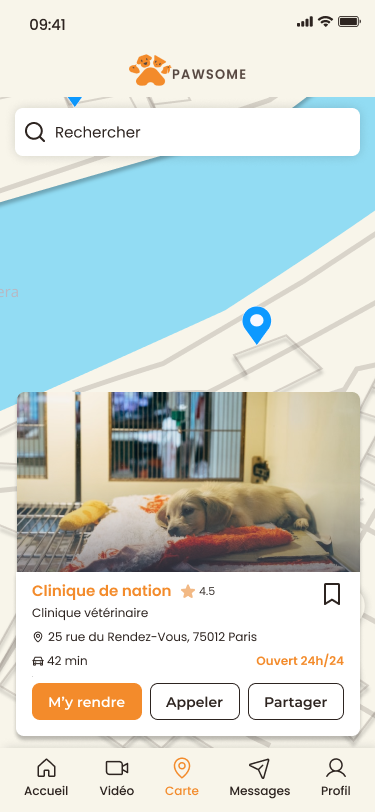 09:41
PAWSOME
Rechercher
era
Clinique de nation 4.5
Clinique vétérinaire
25 rue du Rendez-Vous, 75012 Paris
42 min Ouvert 24h/24
M'y rendre Appeler Partager
Accueil Vidéo Carte Messages Profil